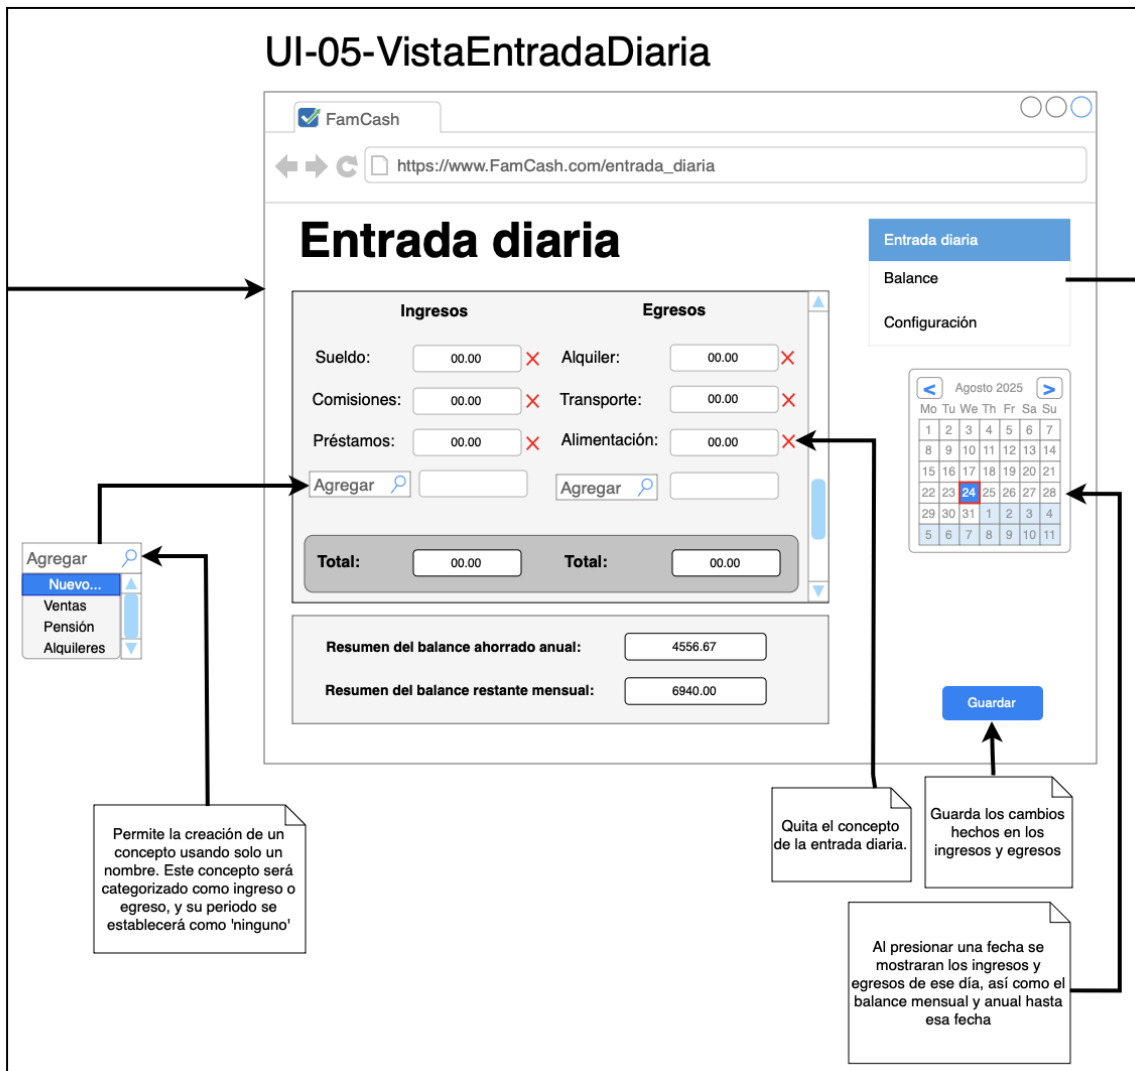 UI-05-VistaEntradaDiaria
FamCash
https://www.FamCash.com/entrada_diaria
Entrada diaria
Entrada diaria
Balance
Configuración
Ingresos Egresos
Sueldo: 00.00 Alquiler: 00.00
Comisiones: 00.00 Transporte: 00.00
Préstamos: 00.00 Alimentación: 00.00
Agregar Agregar
Total: 00.00 Total: 00.00
< Agosto 2025 >
Mo Tu We Th Fr Sa Su
1 2 3 4 5 6 7
8 9 10 11 12 13 14
15 16 17 18 19 20 21
22 23 24 25 26 27 28
29 30 31 1 2 3 4
5 6 7 8 9 10 11
Agregar
Nuevo...
Ventas
Pensión
Alquileres
Resumen del balance ahorrado anual: 4556.67
Resumen del balance restante mensual: 6940.00
Guardar
Permite la creación de un
concepto usando solo un
nombre. Este concepto será
categorizado como ingreso o
egreso, y su periodo se
establecerá como 'ninguno'
Quita el concepto
de la entrada diaria.
Guarda los cambios
hechos en los
ingresos y egresos
Al presionar una fecha se
mostraran los ingresos y
egresos de ese día, así como el
balance mensual y anual hasta
esa fecha